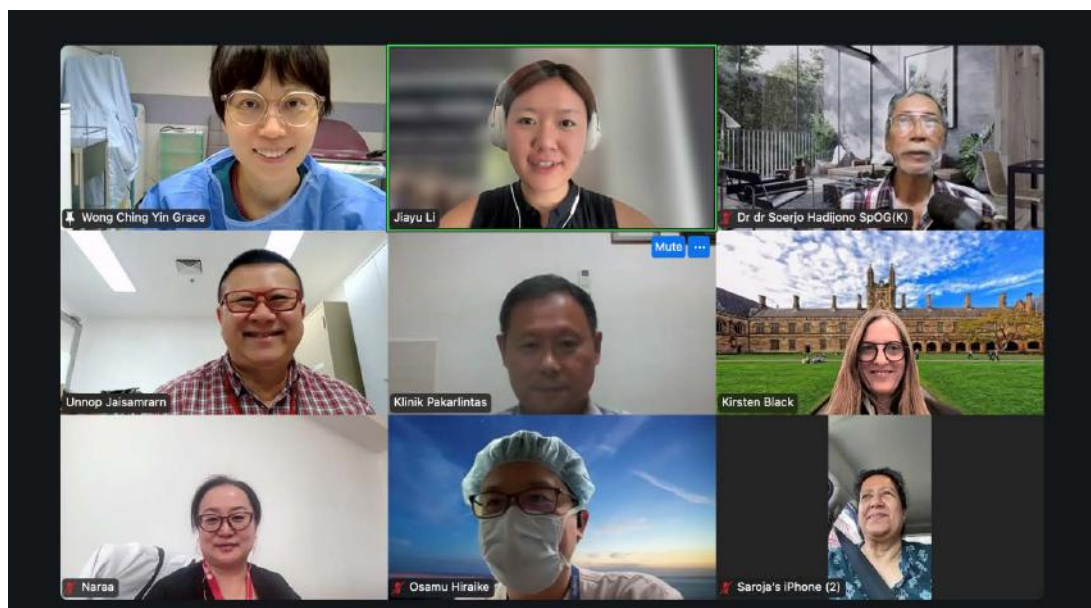 Wong Ching Yin Grace
Jiayu Li
Dr dr Soerjo Hadijono SpOG(K)
Mute
Unnop Jaisamrarn
Klinik Pakarlintas
Kirsten Black
Naraa
Osamu Hiraike
Saroja's iPhone (2)